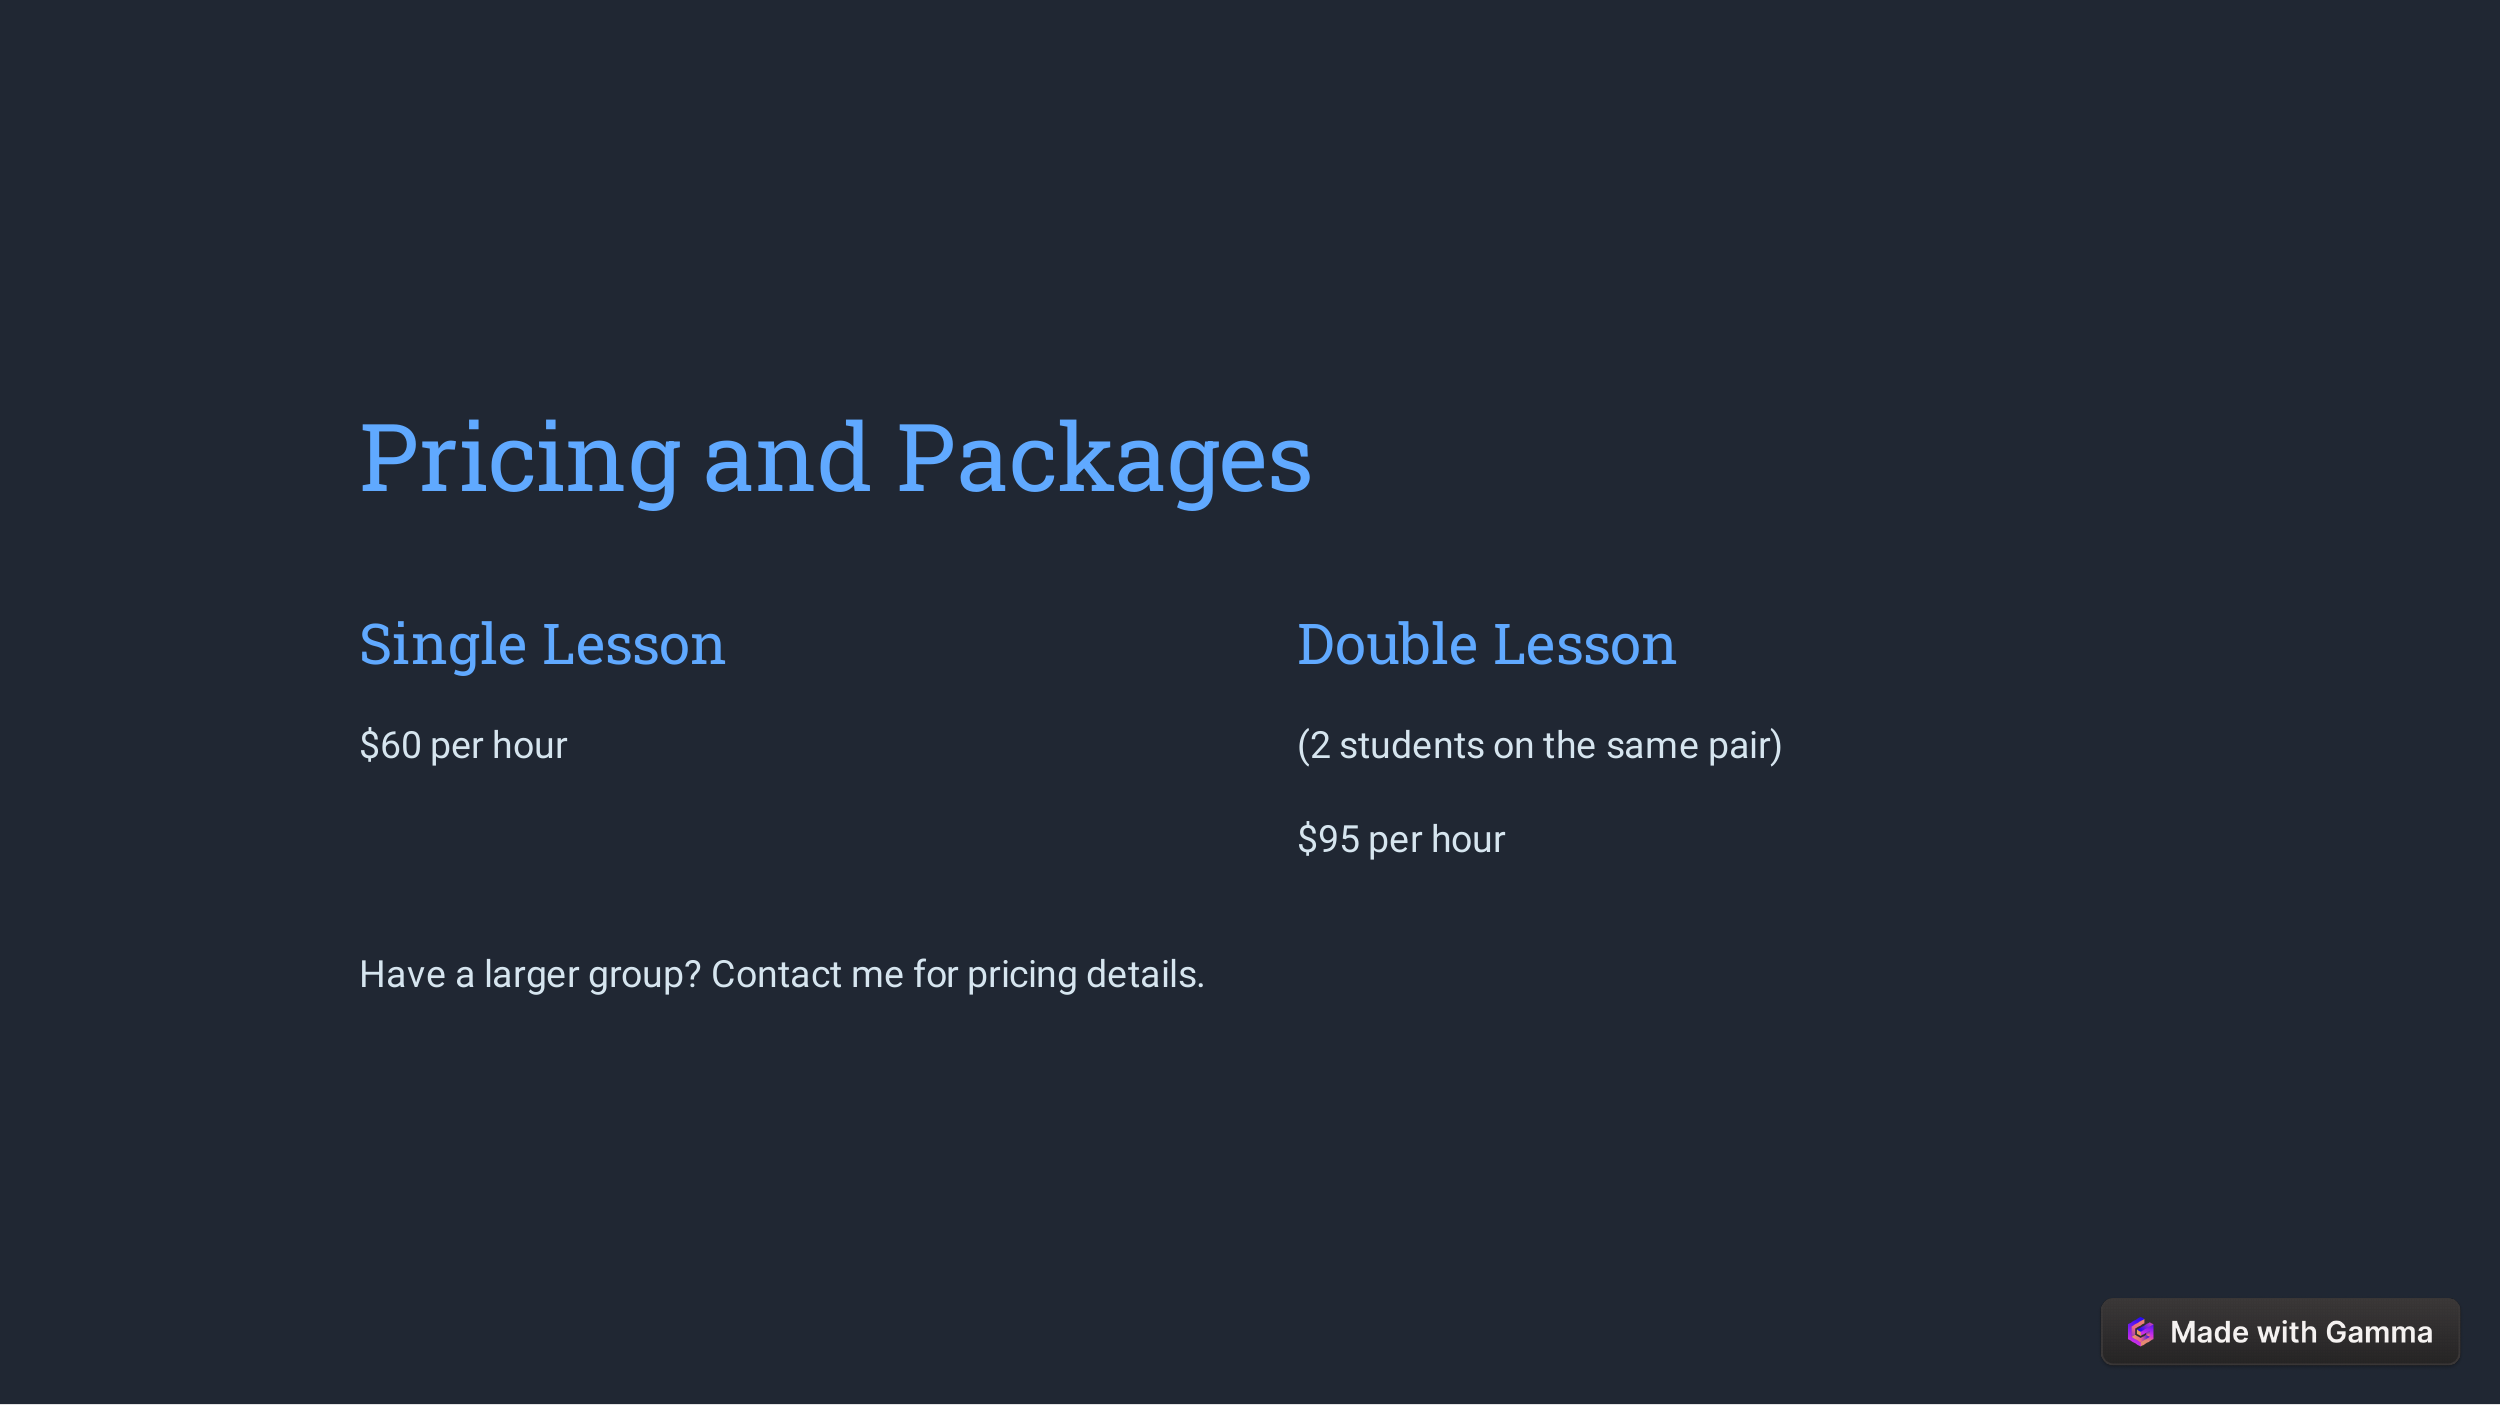 Pricing and Packages
Single Lesson
$60 per hour
Double Lesson
(2 students on the same pair)
$95 per hour
Have a larger group? Contact me for pricing details.
Made with Gamma